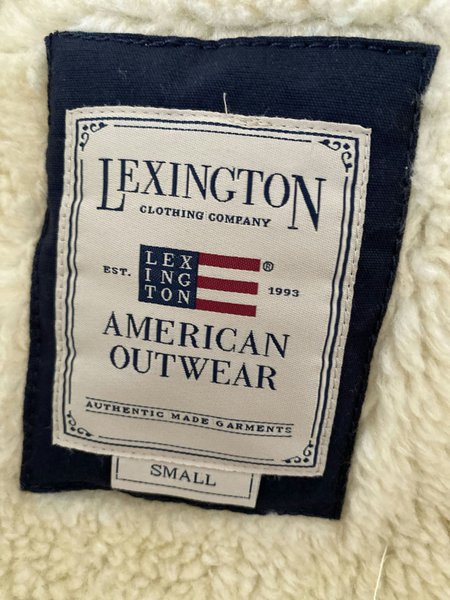 LEXINGTON
CLOTHING COMPANY
LEX
ING
TON
®
EST. 1993
AMERICAN
OUTWEAR
AUTHENTIC MADE GARMENTS
SMALL